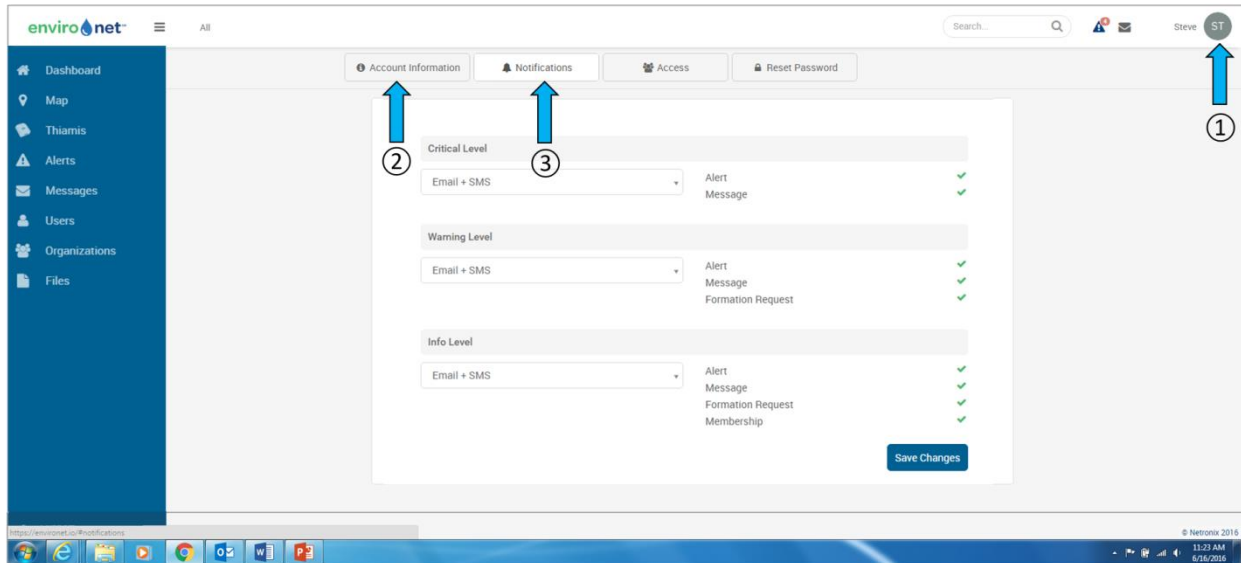 enviro net
All
Search...
4
Steve
ST
Dashboard
Map
Thiamis
Alerts
Messages
Users
Organizations
Files
Account Information
Notifications
Access
Reset Password
①
②
③
Critical Level
Email + SMS
Alert
Message
Warning Level
Email + SMS
Alert
Message
Formation Request
Info Level
Email + SMS
Alert
Message
Formation Request
Membership
Save Changes
https://environet.io/#notifications
© Netronix 2016
11:23 AM
6/16/2016